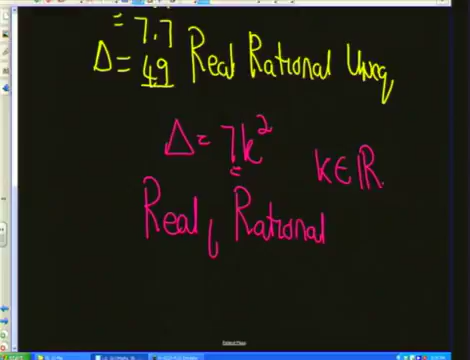 = 7.7
Δ = 49 Real Rational Uneq
Δ = 7k² k ∈ ℝ.
Real, Rational